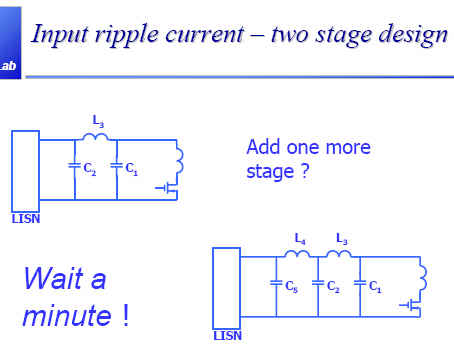 Input ripple current – two stage design
ab
L3
C2
C1
LISN
Add one more
stage ?
Wait a
minute !
L4
L3
C5
C2
C1
LISN